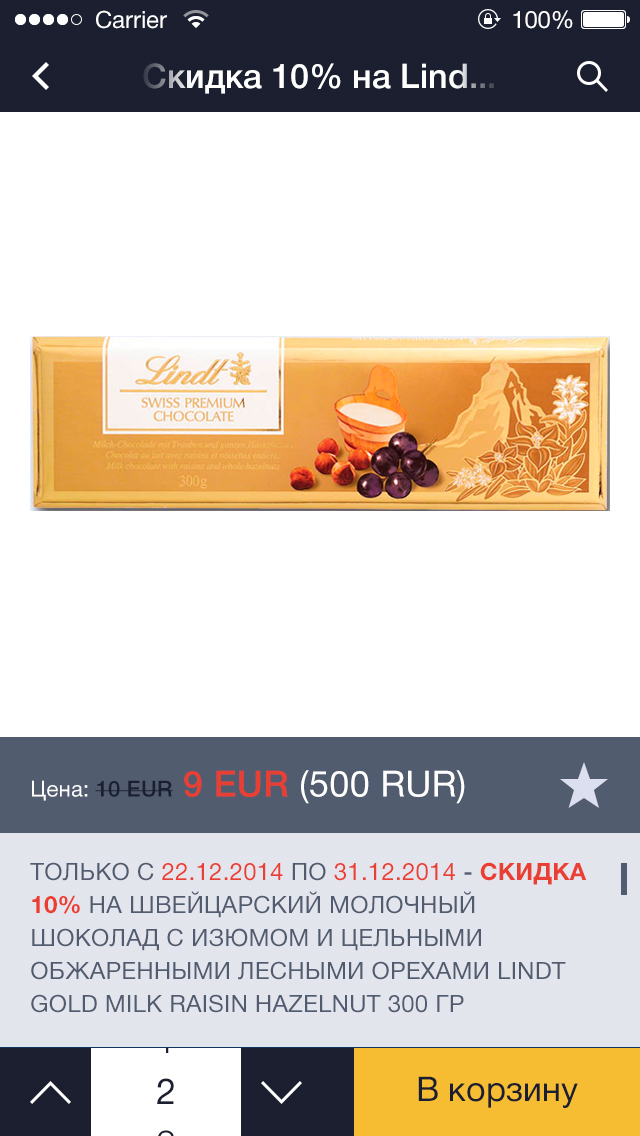 Carrier
100%
Скидка 10% на Lind...
Lindt
SWISS PREMIUM
CHOCOLATE
Milch-Chocolade mit Trauben und ganzen Haselnüssen
Chocolat au lait avec raisins et noisettes entières
Milk chocolate with raisins and whole hazelnuts
300g
Цена: 10 EUR 9 EUR (500 RUR)
ТОЛЬКО С 22.12.2014 ПО 31.12.2014 - СКИДКА
10% НА ШВЕЙЦАРСКИЙ МОЛОЧНЫЙ
ШОКОЛАД С ИЗЮМОМ И ЦЕЛЬНЫМИ
ОБЖАРЕННЫМИ ЛЕСНЫМИ ОРЕХАМИ LINDT
GOLD MILK RAISIN HAZELNUT 300 ГР
2
В корзину